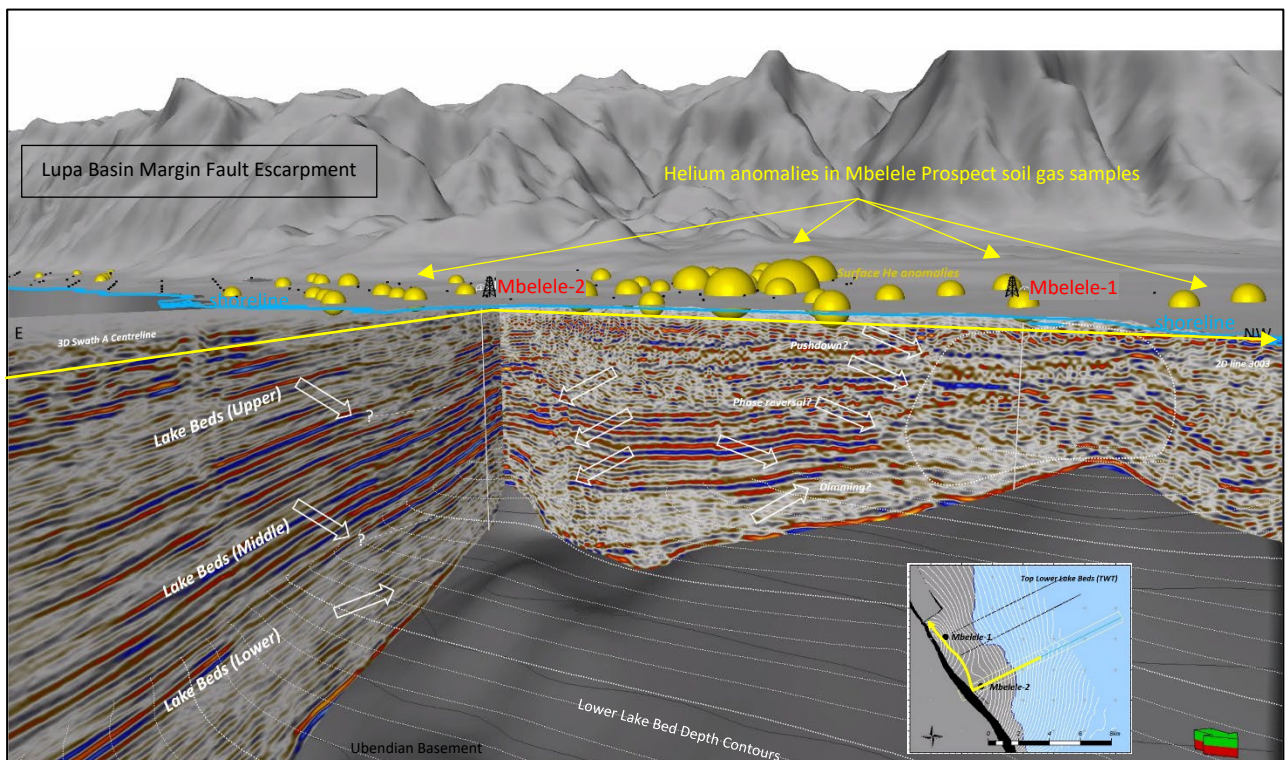 Lupa Basin Margin Fault Escarpment
Helium anomalies in Mbelele Prospect soil gas samples
Surface He anomalies
Mbelele-2
Mbelele-1
shoreline
shoreline
E
3D Swath A Centreline
NW
2D line 3003
Pushdown?
Phase reversal?
Dimming?
Lake Beds (Upper)
?
Lake Beds (Middle)
?
Lake Beds (Lower)
Lower Lake Bed Depth Contours
Ubendian Basement
Top Lower Lake Beds (TWT)
Mbelele-1
Mbelele-2
0 2 4 6 8km